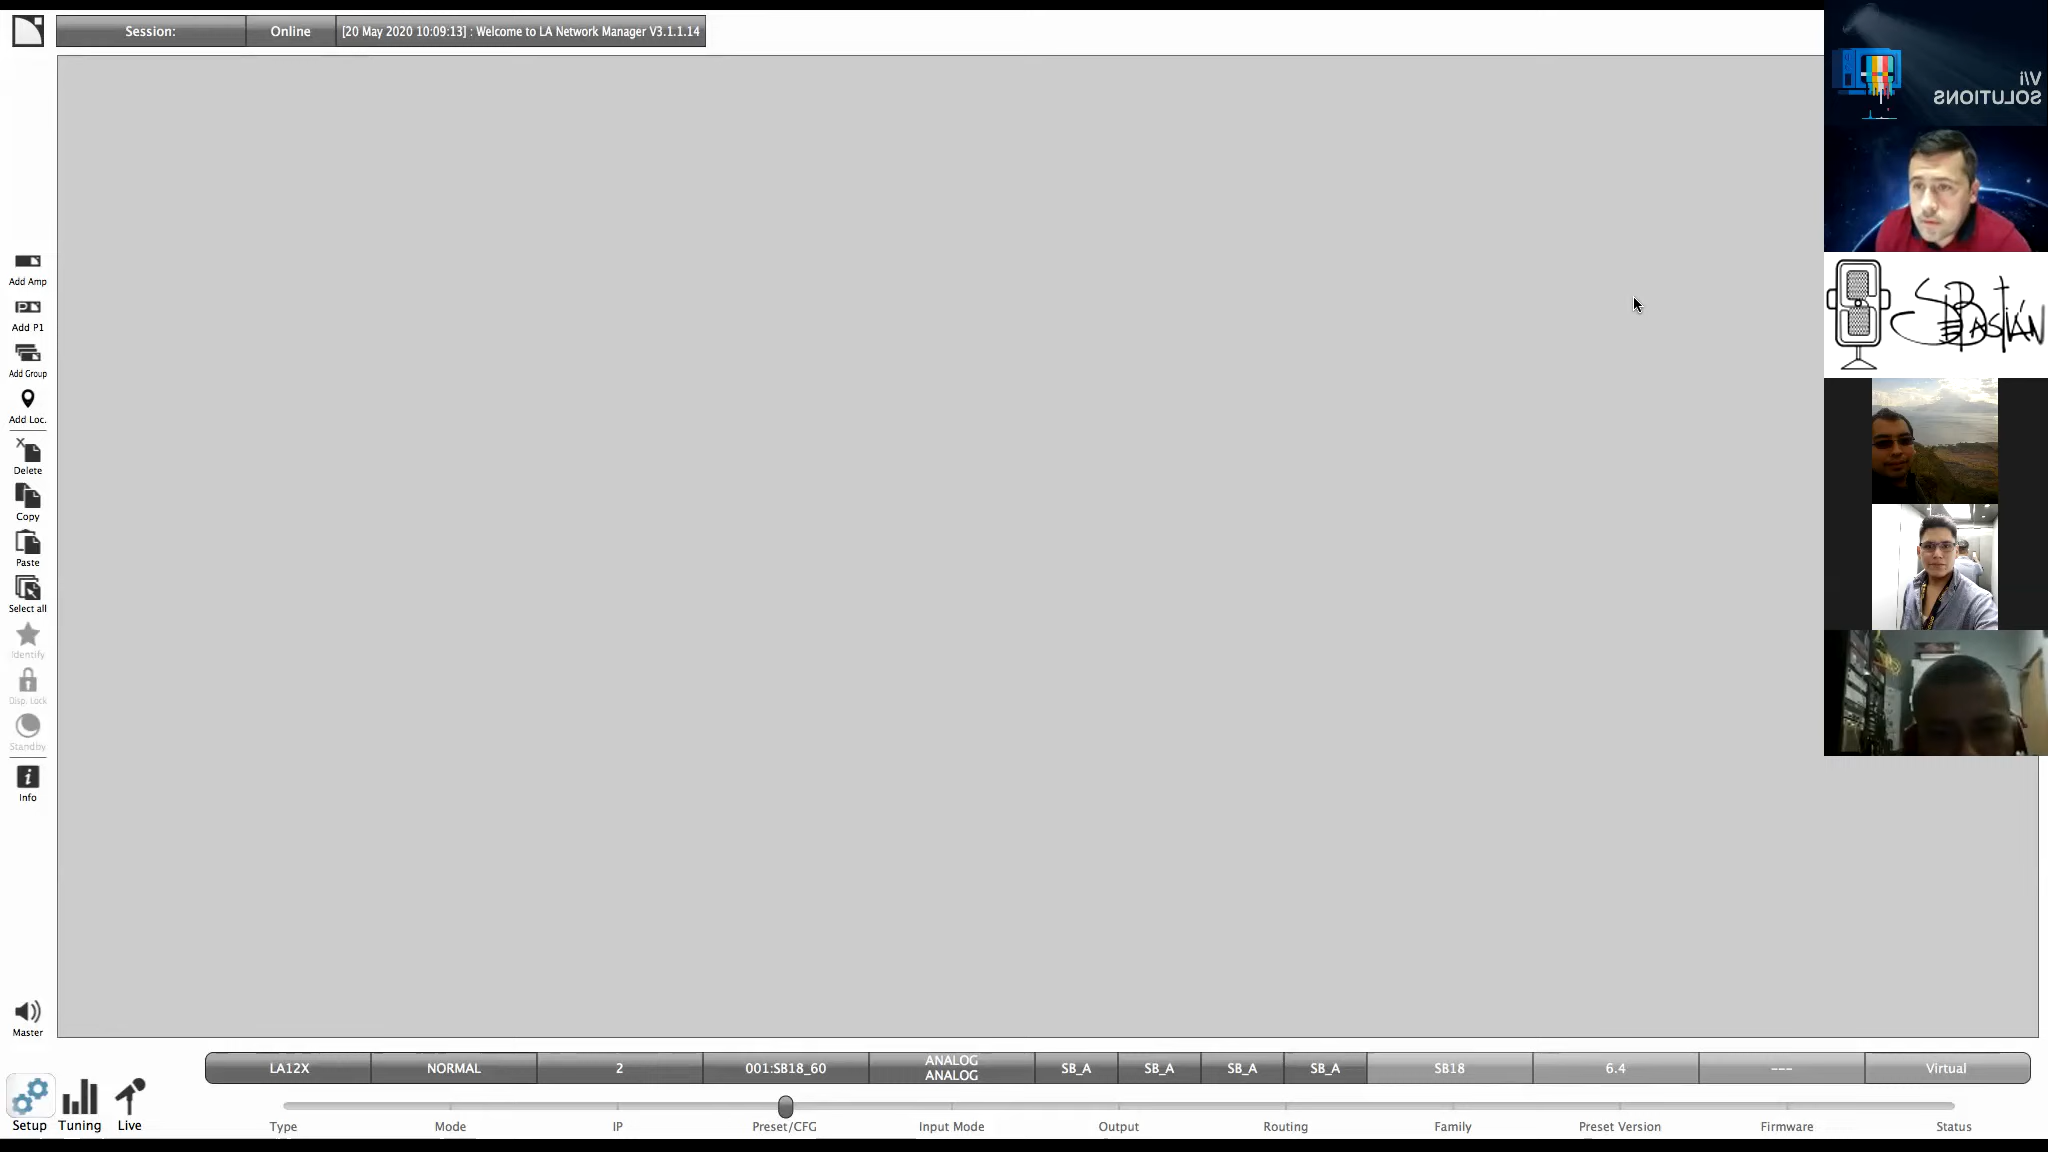 Session:
Online
[20 May 2020 10:09:13] : Welcome to LA Network Manager V3.1.1.14
V/i
SOLUTIONS
Add Amp
P
Add P1
Add Group
Add Loc.
SEBASTIÁN
Delete
Copy
Paste
Select all
Identify
Disp. Lock
Standby
Info
Master
LA12X
NORMAL
2
001:SB18_60
ANALOG
ANALOG
SB_A
SB_A
SB_A
SB_A
SB18
6.4
---
Virtual
Setup
Tuning
Live
Type
Mode
IP
Preset/CFG
Input Mode
Output
Routing
Family
Preset Version
Firmware
Status